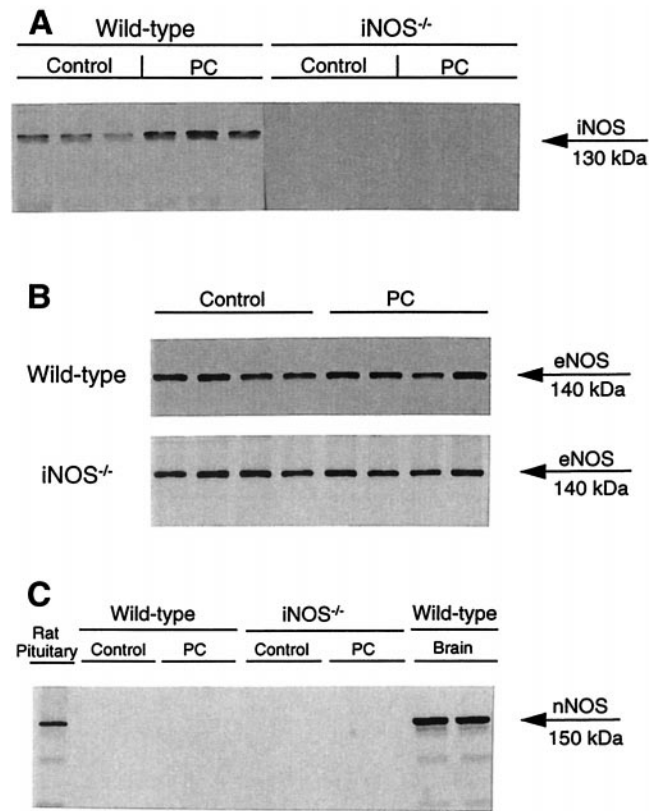 A
Wild-type iNOS-/-
Control PC Control PC
iNOS
130 kDa
B
Control PC
Wild-type
eNOS
140 kDa
iNOS-/-
eNOS
140 kDa
C
Wild-type iNOS-/- Wild-type
Rat
Pituitary
Control PC Control PC Brain
nNOS
150 kDa